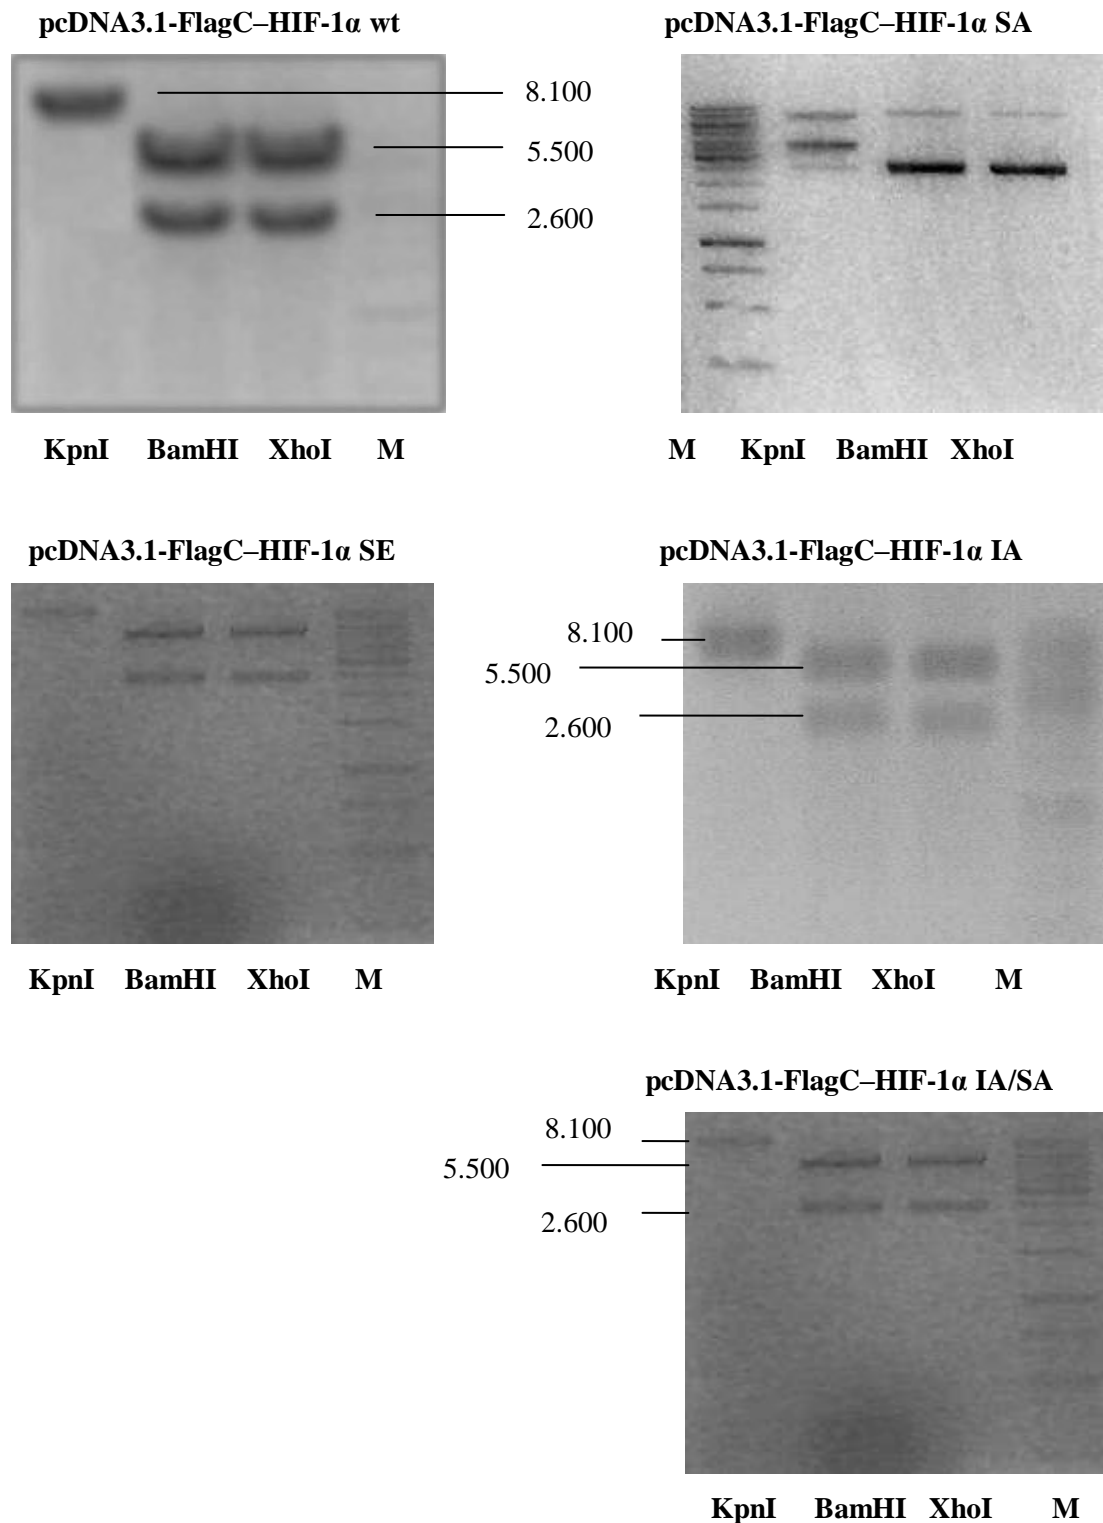 pcDNA3.1-FlagC–HIF-1α wt
8.100
5.500
2.600
KpnI BamHI XhoI M
pcDNA3.1-FlagC–HIF-1α SA
M KpnI BamHI XhoI
pcDNA3.1-FlagC–HIF-1α SE
KpnI BamHI XhoI M
pcDNA3.1-FlagC–HIF-1α IA
8.100
5.500
2.600
KpnI BamHI XhoI M
pcDNA3.1-FlagC–HIF-1α IA/SA
8.100
5.500
2.600
KpnI BamHI XhoI M